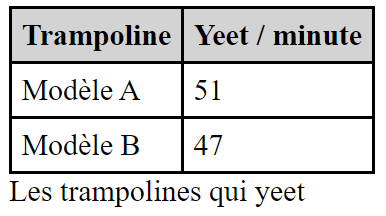 Trampoline Yeet / minute
Modèle A 51
Modèle B 47
Les trampolines qui yeet